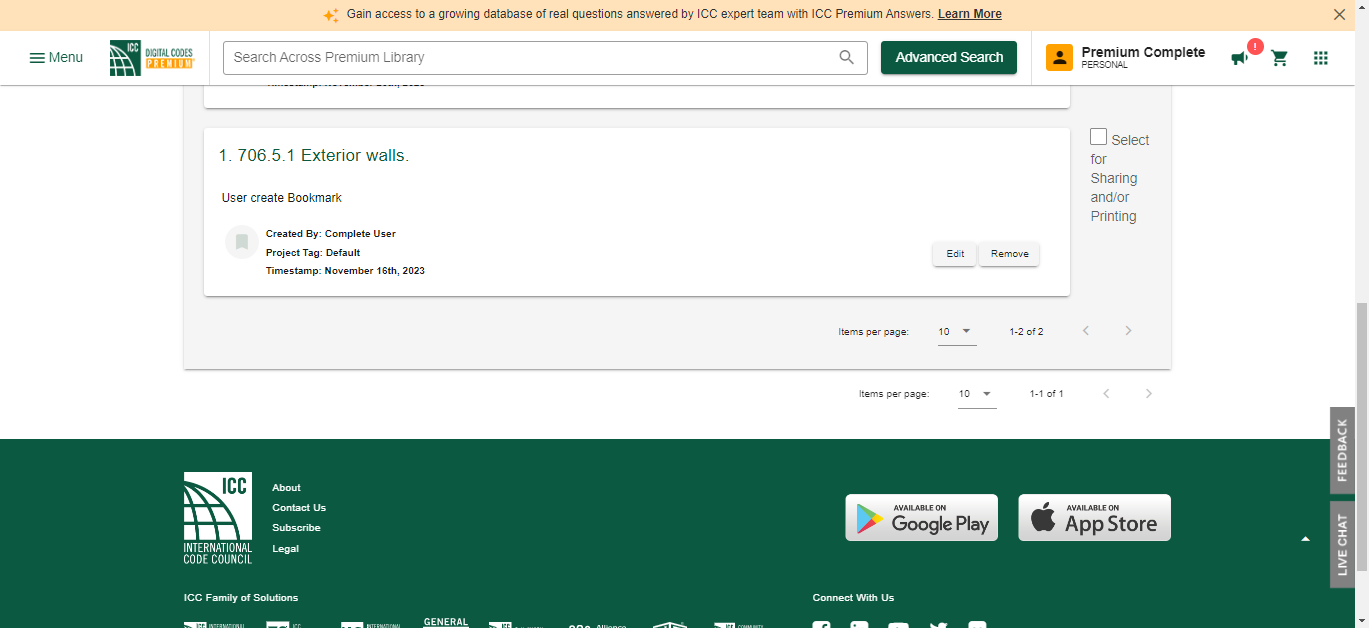 Gain access to a growing database of real questions answered by ICC expert team with ICC Premium Answers. Learn More
Menu
ICC
DIGITAL CODES
PREMIUM
Search Across Premium Library
Advanced Search
Premium Complete
PERSONAL
!
1. 706.5.1 Exterior walls.
User create Bookmark
Created By: Complete User
Project Tag: Default
Timestamp: November 16th, 2023
Edit
Remove
Select
for
Sharing
and/or
Printing
Items per page:
10
1-2 of 2
Items per page:
10
1-1 of 1
FEEDBACK
LIVE CHAT
ICC
INTERNATIONAL
CODE COUNCIL
About
Contact Us
Subscribe
Legal
AVAILABLE ON
Google Play
AVAILABLE ON
App Store
ICC Family of Solutions
Connect With Us
GENERAL